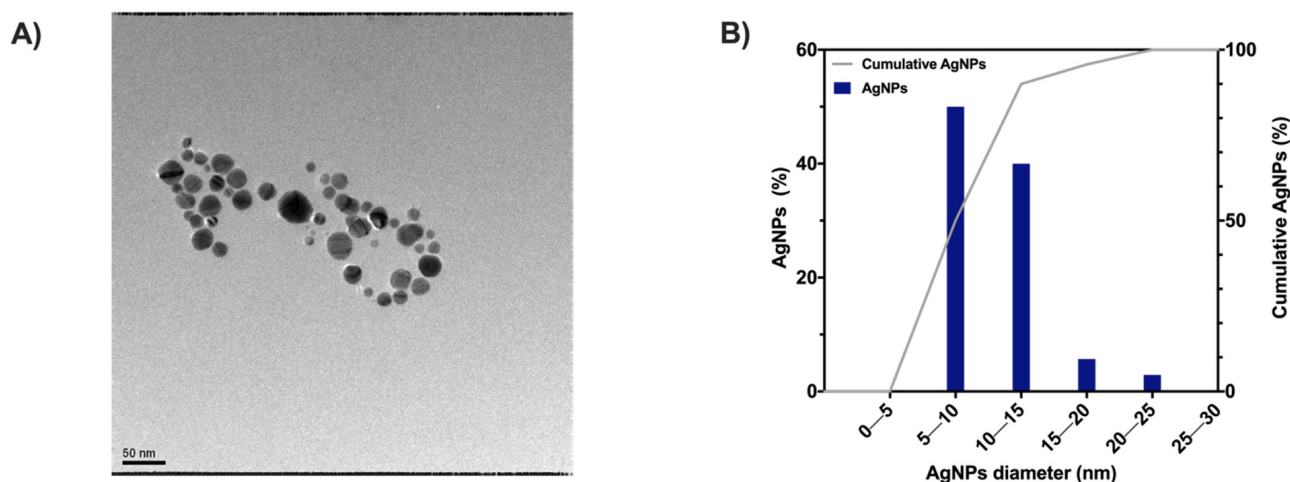 A)
50 nm
B)
Cumulative AgNPs
AgNPs
60
40
20
0
AgNPs (%)
100
50
0
Cumulative AgNPs (%)
0—5
5—10
10—15
15—20
20—25
25—30
AgNPs diameter (nm)